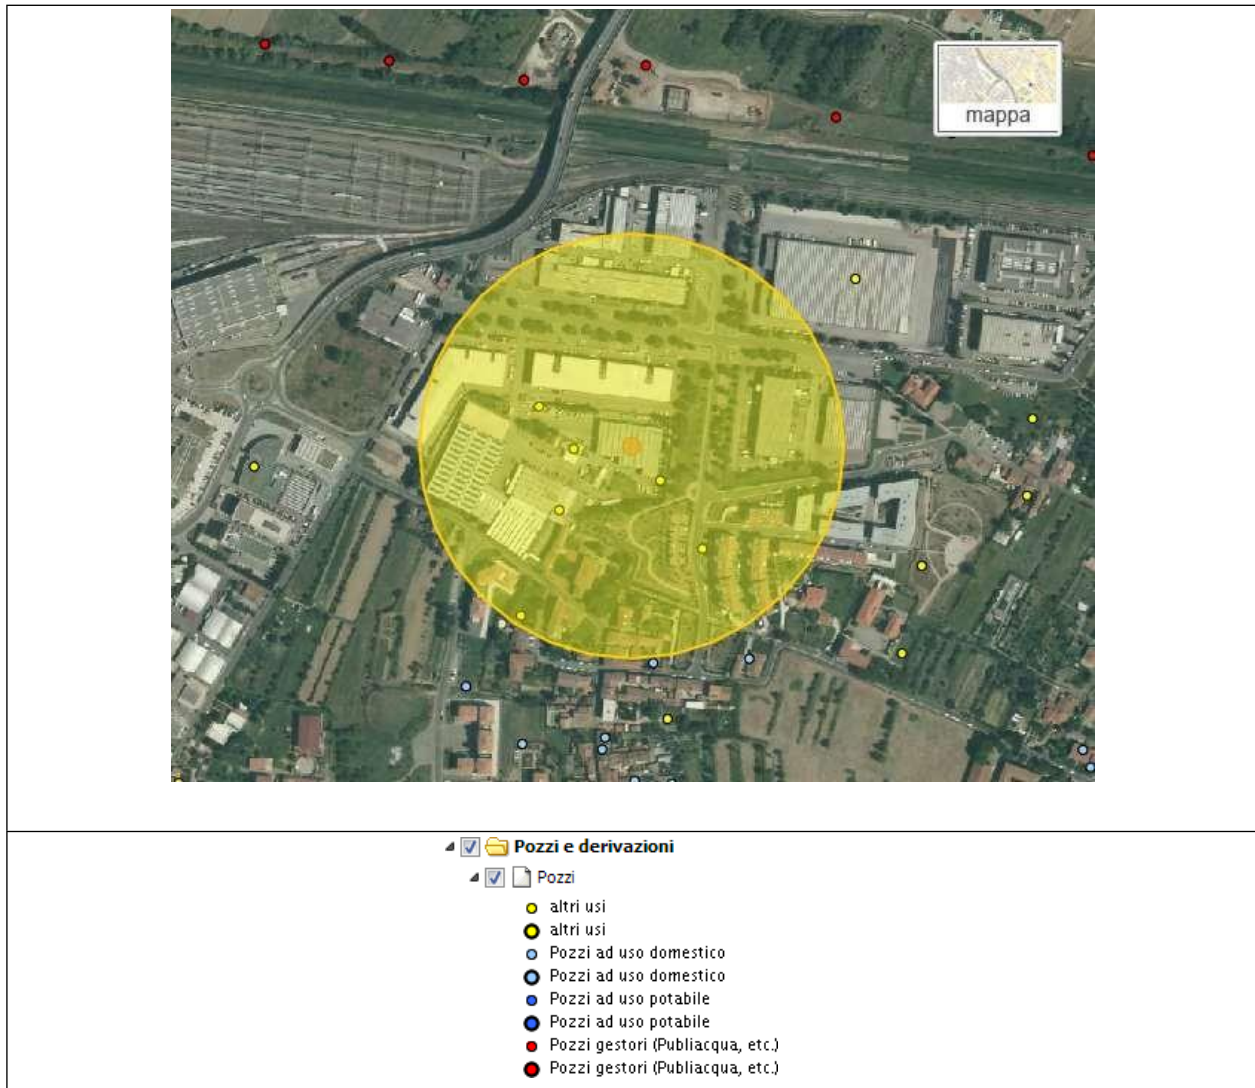 mappa
Pozzi e derivazioni
Pozzi
altri usi
altri usi
Pozzi ad uso domestico
Pozzi ad uso domestico
Pozzi ad uso potabile
Pozzi ad uso potabile
Pozzi gestori (Publiacqua, etc.)
Pozzi gestori (Publiacqua, etc.)